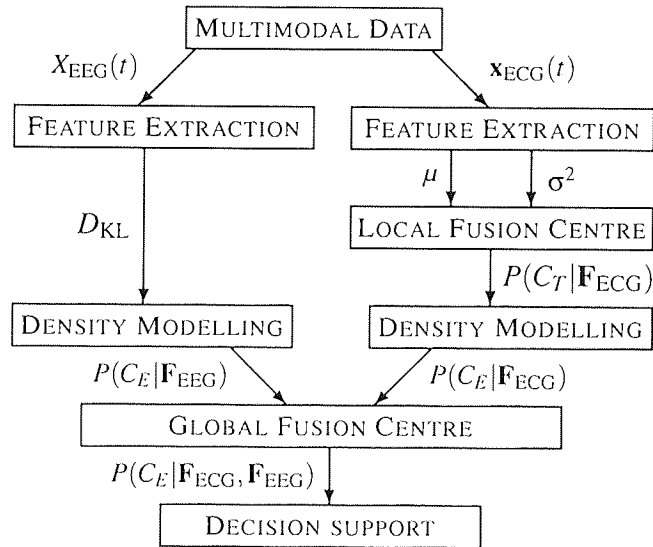 MULTIMODAL DATA
X_EEG(t)
x_ECG(t)
FEATURE EXTRACTION
FEATURE EXTRACTION
μ
σ²
D_KL
LOCAL FUSION CENTRE
P(C_T|F_ECG)
DENSITY MODELLING
DENSITY MODELLING
P(C_E|F_EEG)
P(C_E|F_ECG)
GLOBAL FUSION CENTRE
P(C_E|F_ECG, F_EEG)
DECISION SUPPORT